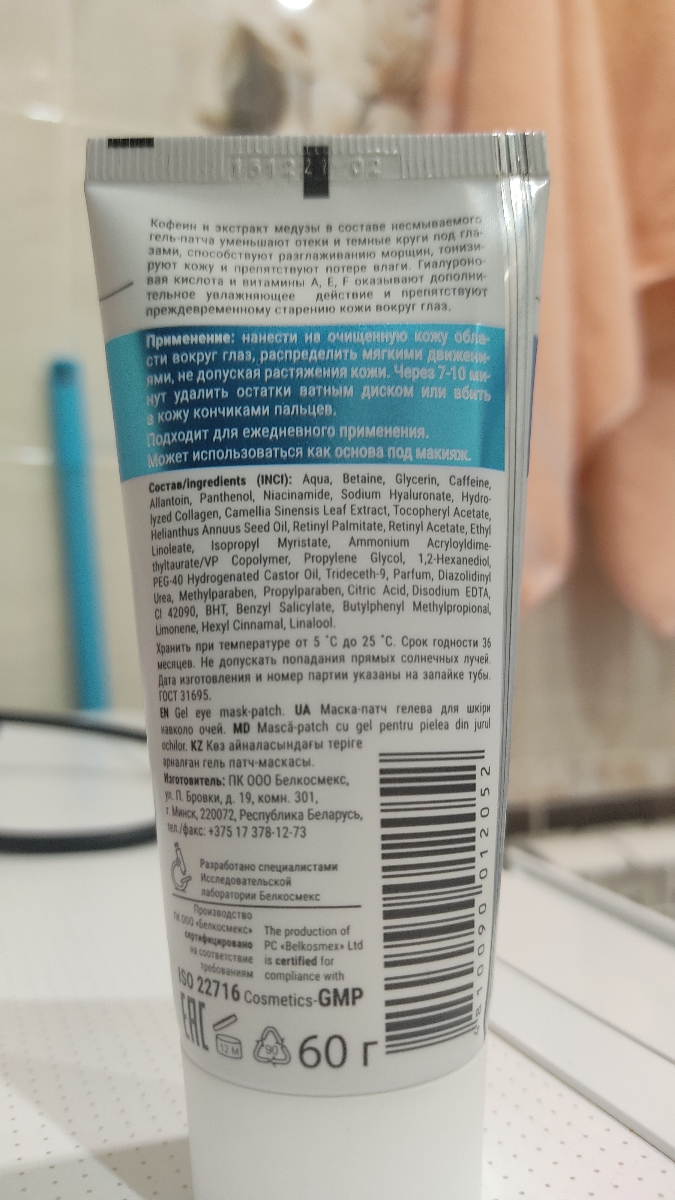 Кофеин и экстракт медузы в составе несмываемого
гель-патча уменьшают отеки и темные круги под гла-
зами, способствуют разглаживанию морщин, тонизи-
руют кожу и препятствуют потере влаги. Гиалуроно-
вая кислота и витамины A, E, F оказывают дополни-
тельное увлажняющее действие и препятствуют
преждевременному старению кожи вокруг глаз.
Применение: нанести на очищенную кожу обла-
сти вокруг глаз, распределить мягкими движени-
ями, не допуская растяжения кожи. Через 7-10 ми-
нут удалить остатки ватным диском или вбить
в кожу кончиками пальцев.
Подходит для ежедневного применения.
Может использоваться как основа под макияж.
Состав/ingredients (INCI): Aqua, Betaine, Glycerin, Caffeine,
Allantoin, Panthenol, Niacinamide, Sodium Hyaluronate, Hydro-
lyzed Collagen, Camellia Sinensis Leaf Extract, Tocopheryl Acetate,
Helianthus Annuus Seed Oil, Retinyl Palmitate, Retinyl Acetate, Ethyl
Linoleate, Isopropyl Myristate, Ammonium Acryloyldime-
thyltaurate/VP Copolymer, Propylene Glycol, 1,2-Hexanediol,
PEG-40 Hydrogenated Castor Oil, Trideceth-9, Parfum, Diazolidinyl
Urea, Methylparaben, Propylparaben, Citric Acid, Disodium EDTA,
CI 42090, BHT, Benzyl Salicylate, Butylphenyl Methylpropional,
Limonene, Hexyl Cinnamal, Linalool.
Хранить при температуре от 5 °C до 25 °C. Срок годности 36
месяцев. Не допускать попадания прямых солнечных лучей.
Дата изготовления и номер партии указаны на запайке тубы.
ГОСТ 31695.
EN Gel eye mask-patch. UA Маска-патч гелева для шкіри
навколо очей. MD Mască-patch cu gel pentru pielea din jurul
ochilor. KZ Көз айналасындағы теріге
арналған гель патч-маскасы.
Изготовитель: ПК ООО Белкосмекс,
ул. П. Бровки, д. 19, комн. 301,
г. Минск, 220072, Республика Беларусь,
тел./факс: +375 17 378-12-73
Разработано специалистами
Исследовательской
лаборатории Белкосмекс
Производство
ПК ООО «Белкосмекс»
сертифицировано
на соответствие
требованиям
The production of
PC «Belkosmex» Ltd
is certified for
compliance with
ISO 22716 Cosmetics-GMP
EAC
12 M
90
60 г
4810090012052